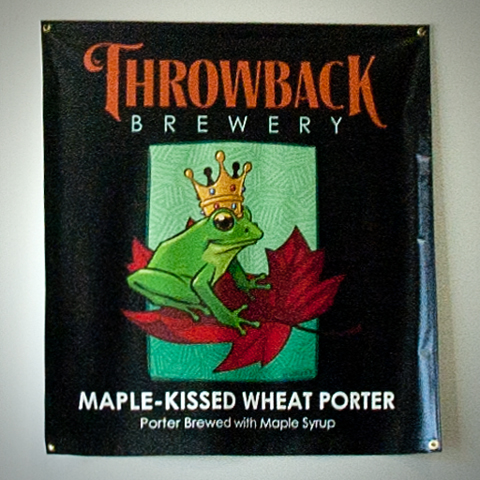 THROWBACK
BREWERY
MAPLE-KISSED WHEAT PORTER
Porter Brewed with Maple Syrup